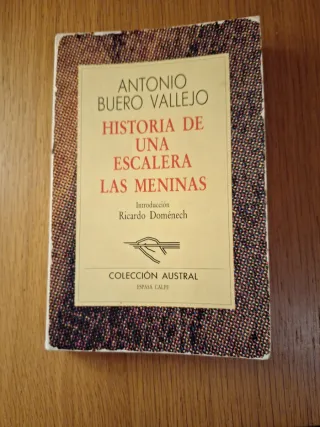 ANTONIO
BUERO VALLEJO
HISTORIA DE
UNA
ESCALERA
LAS MENINAS
Introducción
Ricardo Doménech
COLECCIÓN AUSTRAL
ESPASA CALPE